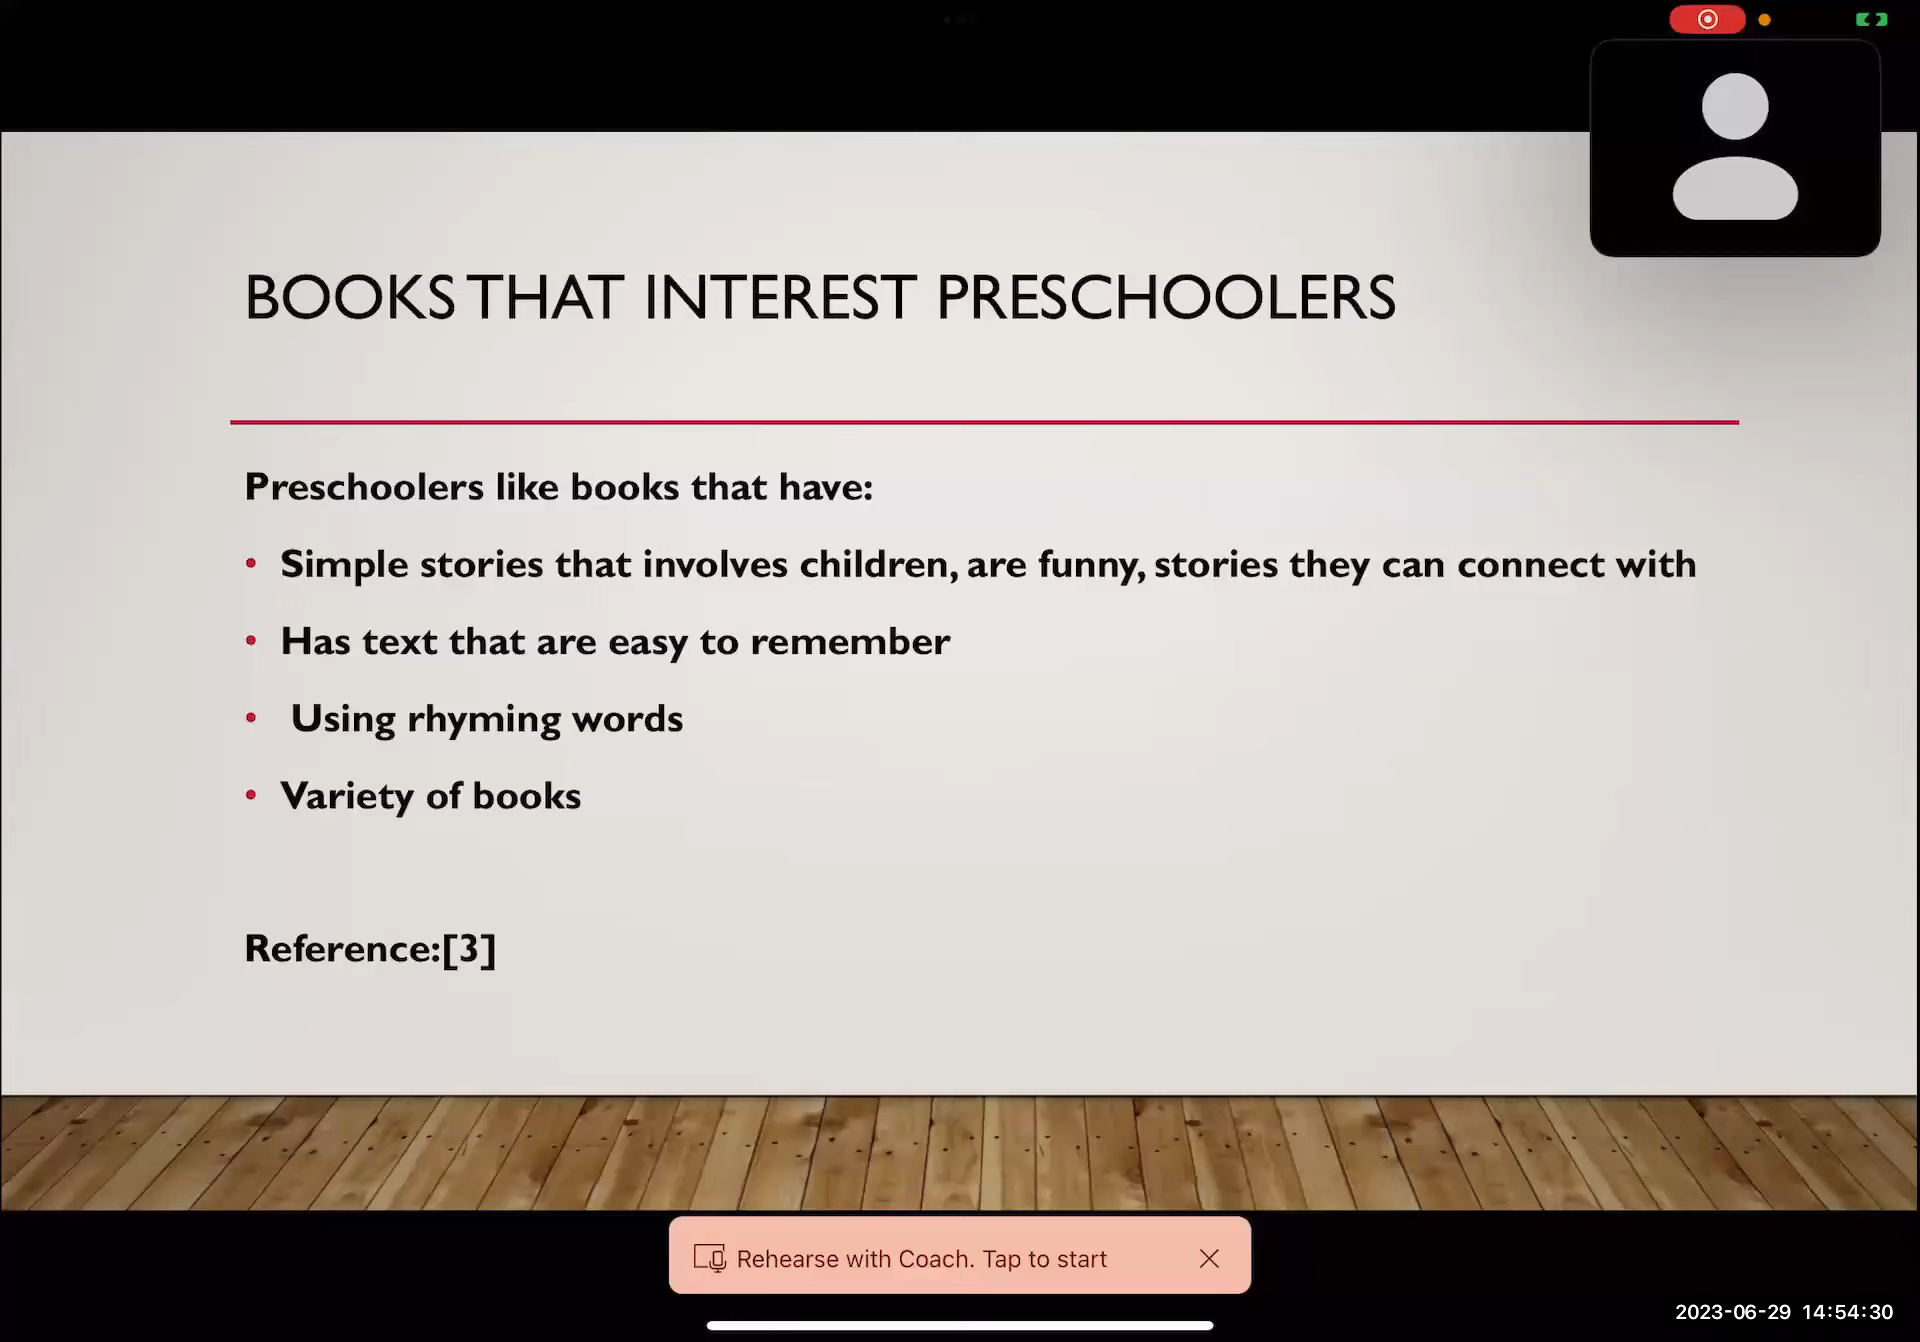 BOOKS THAT INTEREST PRESCHOOLERS
Preschoolers like books that have:
• Simple stories that involves children, are funny, stories they can connect with
• Has text that are easy to remember
• Using rhyming words
• Variety of books
Reference:[3]
Rehearse with Coach. Tap to start
2023-06-29 14:54:30